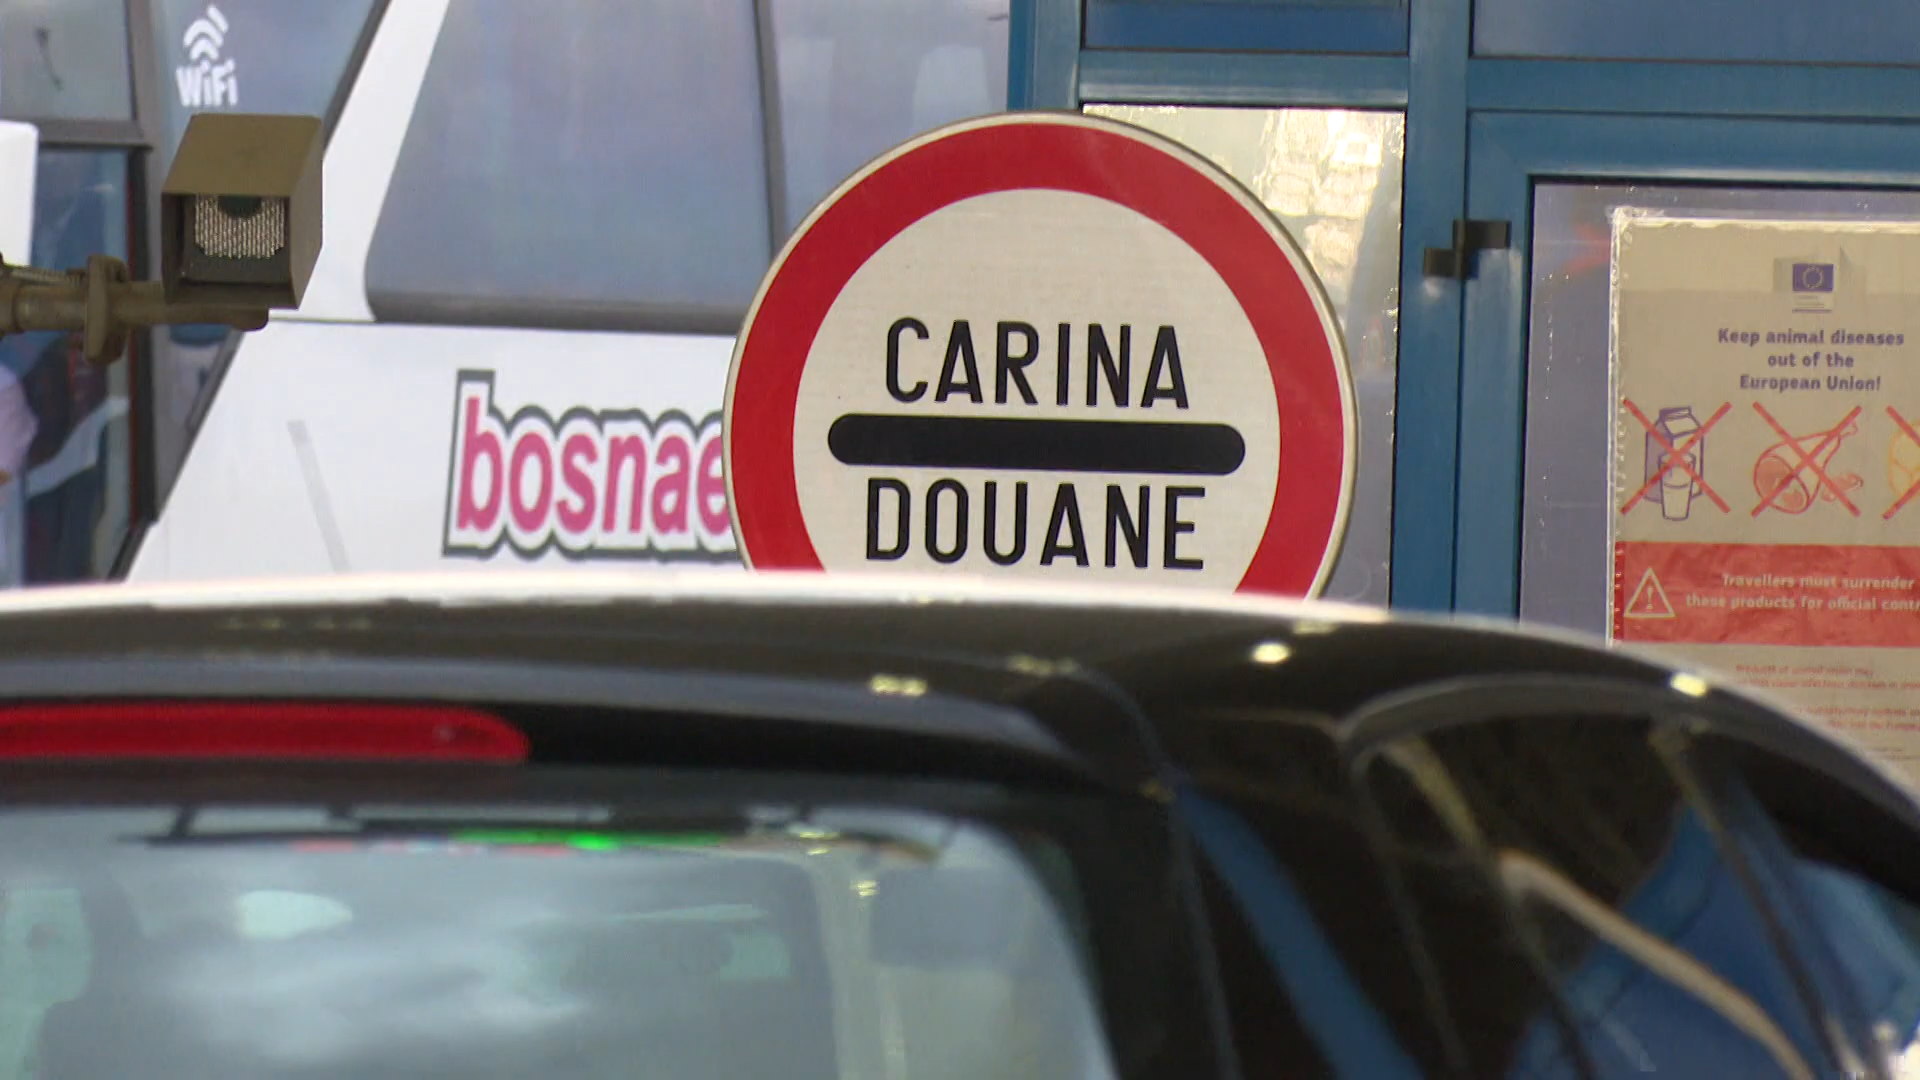 WiFi
bosnae
CARINA
DOUANE
Keep animal diseases
out of the
European Union!
Travellers must surrender
these products for official cont